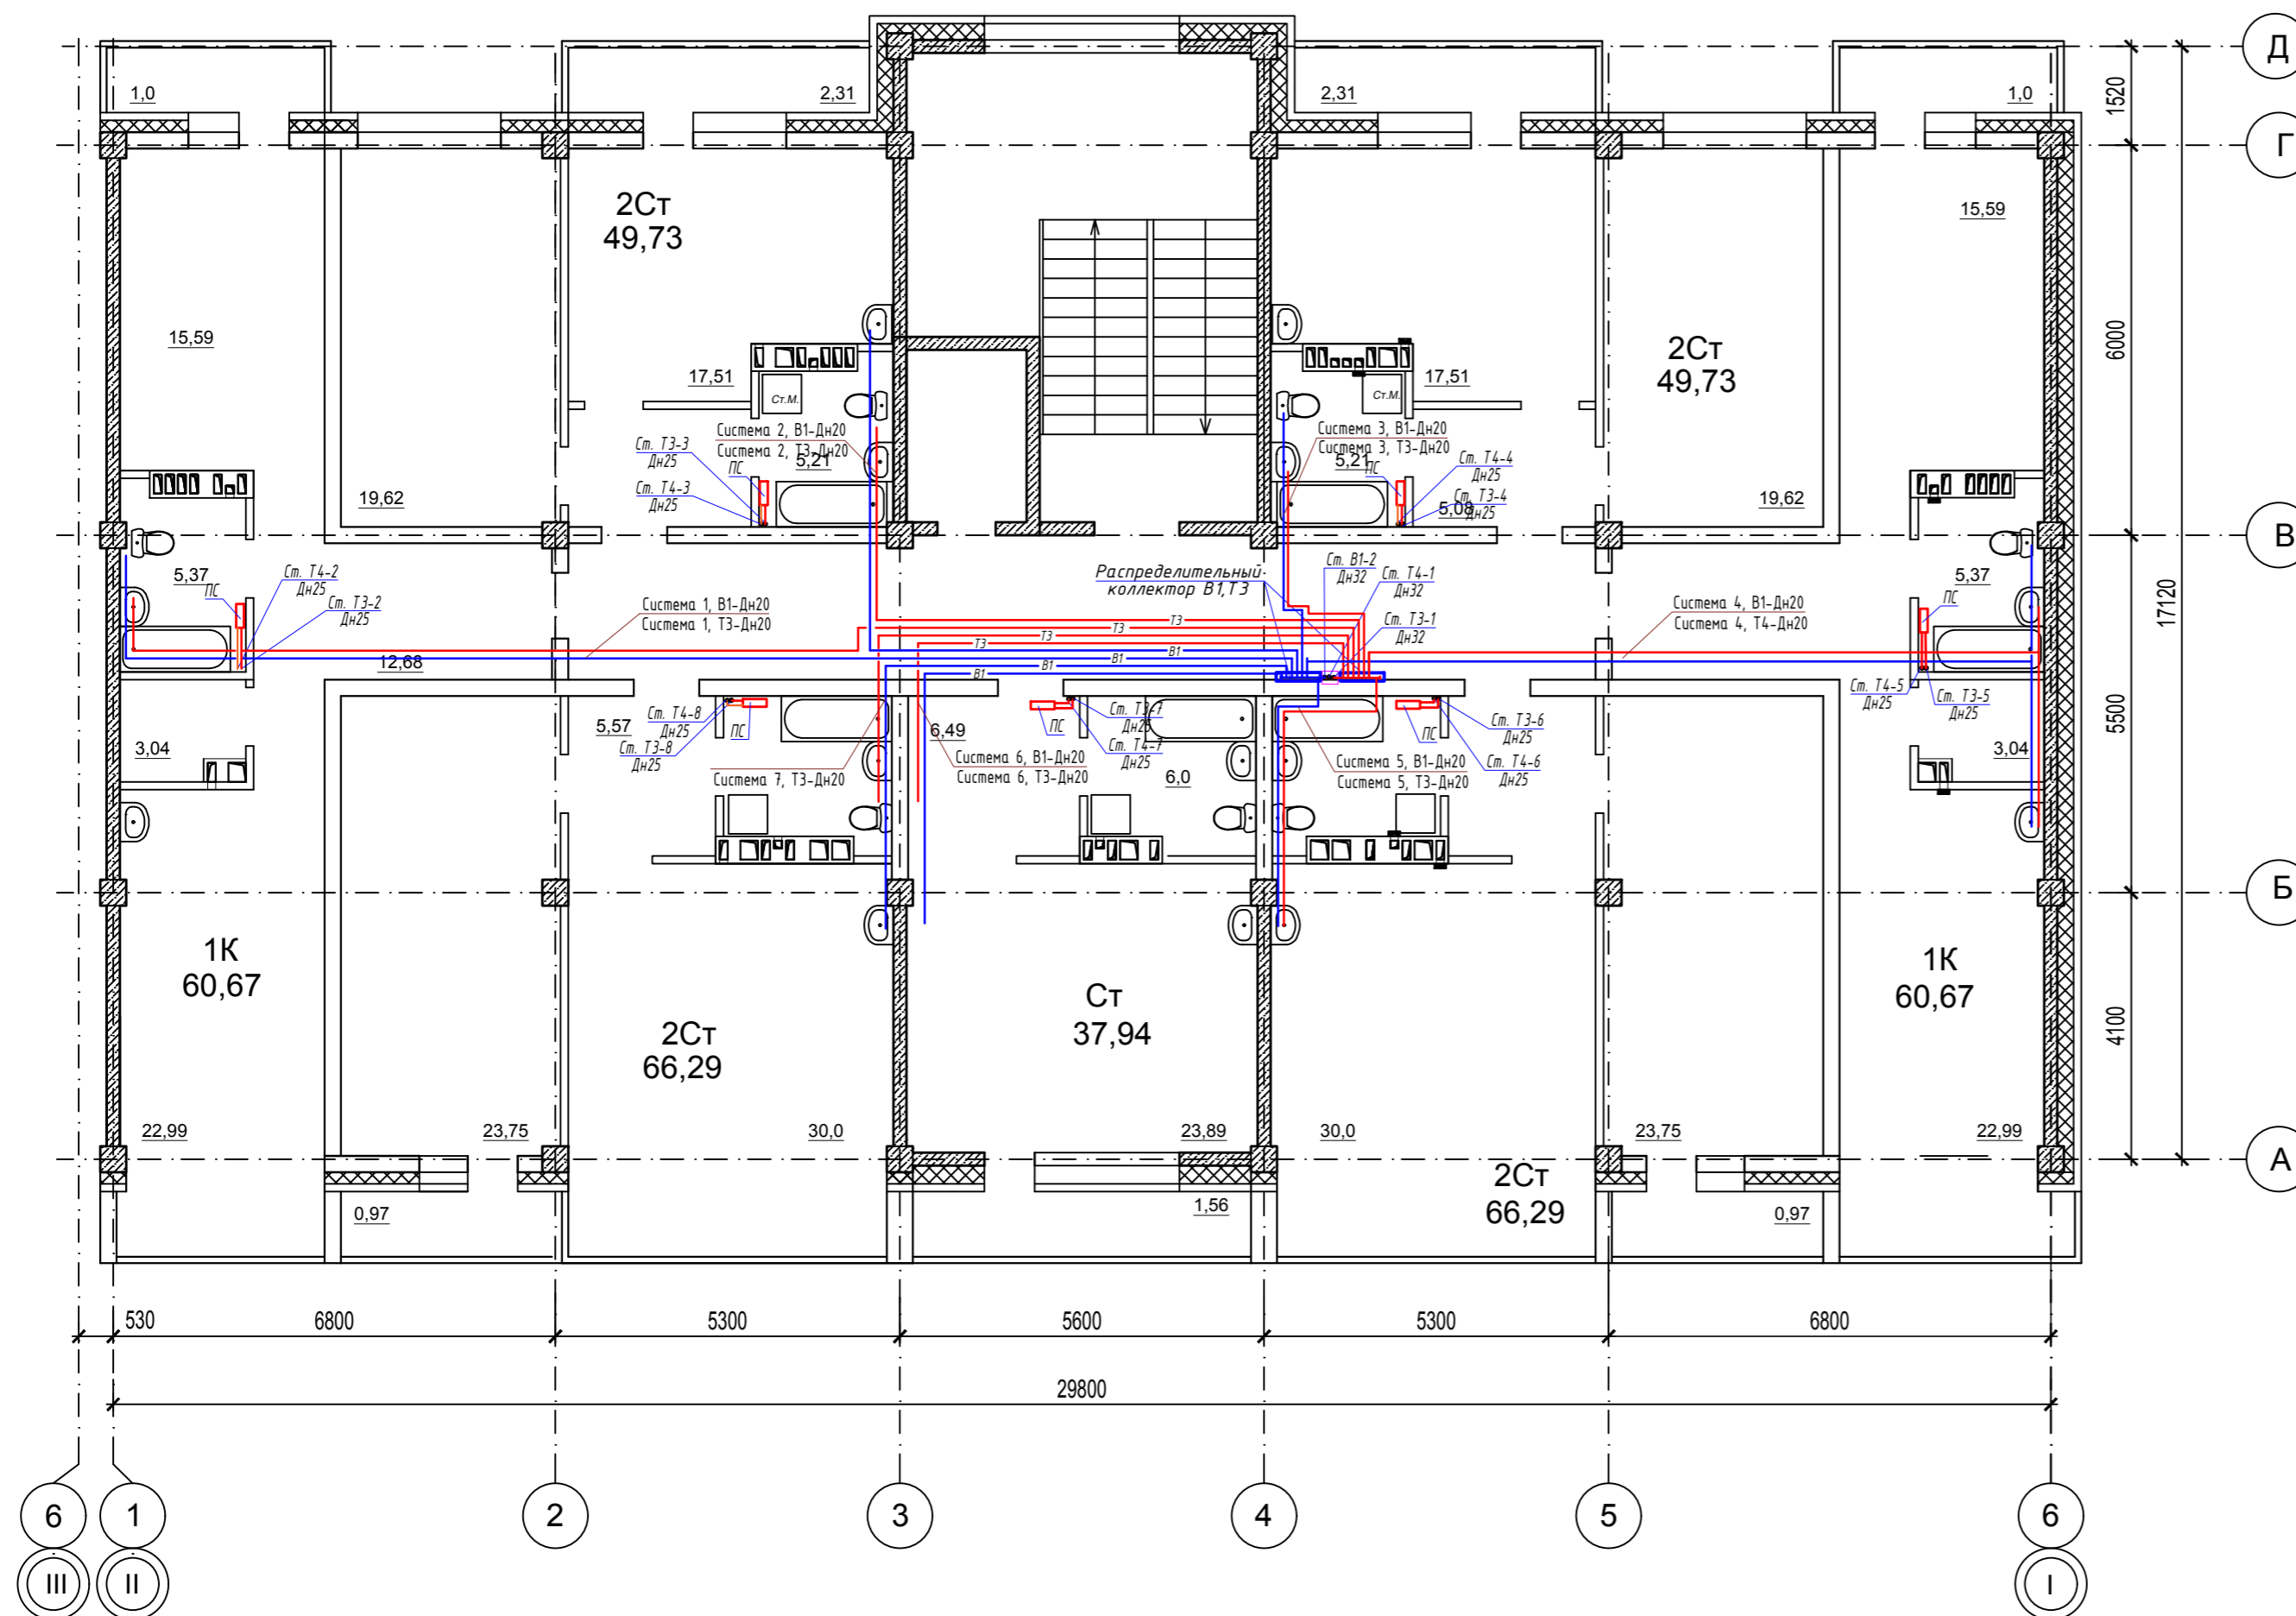 Д
1,0
2,31
2,31
1,0
1520
Г
2Ст
49,73
15,59
15,59
2Ст
49,73
6000
17,51
17,51
Ст.М.
Ст.М.
Система 2, В1-Дн20
Система 2, Т3-Дн20
5,21
Ст. Т3-3
Дн25
ПС
Ст. Т4-3
Дн25
Система 3, В1-Дн20
Система 3, Т3-Дн20
5,21
ПС
Ст. Т4-4
Дн25
Ст. Т3-4
Дн25
5,08
19,62
19,62
В
17120
5,37
ПС
Ст. Т4-2
Дн25
Ст. Т3-2
Дн25
Распределительный
коллектор В1,Т3
Ст. В1-2
Дн32
Ст. Т4-1
Дн32
Ст. Т3-1
Дн32
5,37
ПС
Система 1, В1-Дн20
Система 1, Т3-Дн20
Система 4, В1-Дн20
Система 4, Т4-Дн20
Т3
Т3
Т3
Т3
В1
В1
В1
В1
12,68
Ст. Т4-5
Дн25
Ст. Т3-5
Дн25
5500
5,57
Ст. Т4-8
Дн25
Ст. Т3-8
Дн25
ПС
6,49
ПС
Ст. Т3-7
Дн25
Ст. Т4-7
Дн25
ПС
Ст. Т3-6
Дн25
Ст. Т4-6
Дн25
3,04
3,04
Система 7, Т3-Дн20
Система 6, В1-Дн20
Система 6, Т3-Дн20
6,0
Система 5, В1-Дн20
Система 5, Т3-Дн20
Б
1К
60,67
2Ст
66,29
Ст
37,94
1К
60,67
4100
22,99
23,75
30,0
23,89
30,0
23,75
22,99
А
2Ст
66,29
0,97
1,56
0,97
530
6800
5300
5600
5300
6800
29800
6
1
2
3
4
5
6
III
II
I